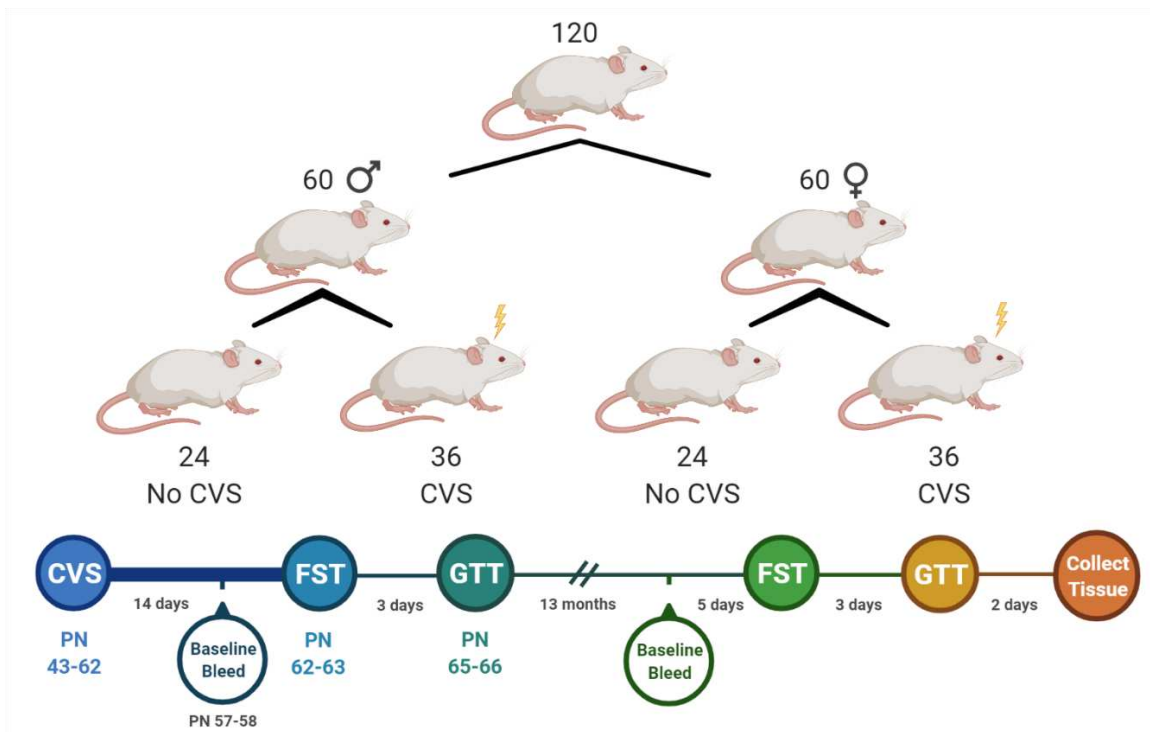 120
60 ♂
60 ♀
24
No CVS
36
CVS
24
No CVS
36
CVS
CVS
FST
GTT
FST
GTT
Collect
Tissue
14 days
3 days
13 months
5 days
3 days
2 days
PN
43-62
Baseline
Bleed
PN 57-58
PN
62-63
PN
65-66
Baseline
Bleed